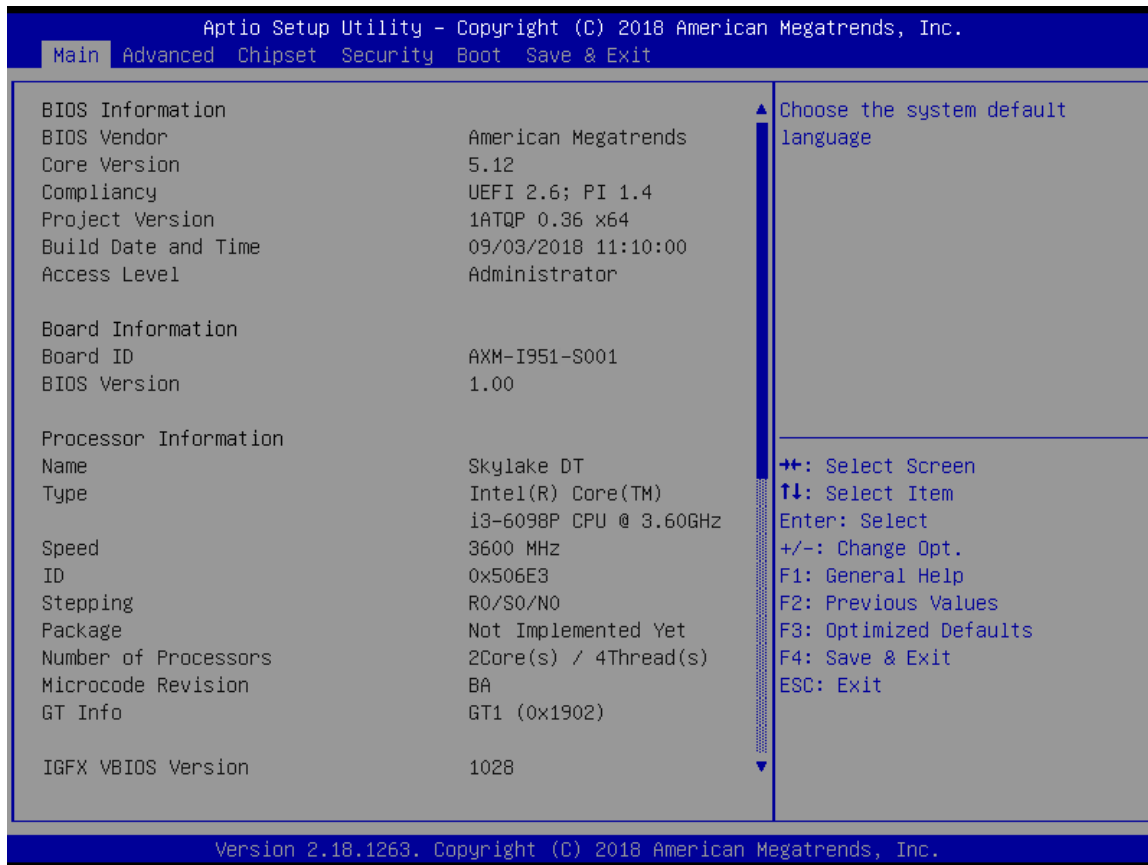 Aptio Setup Utility – Copyright (C) 2018 American Megatrends, Inc.
Main Advanced Chipset Security Boot Save & Exit
BIOS Information
BIOS Vendor American Megatrends
Core Version 5.12
Compliancy UEFI 2.6; PI 1.4
Project Version 1ATQP 0.36 x64
Build Date and Time 09/03/2018 11:10:00
Access Level Administrator
Board Information
Board ID AXM-I951-S001
BIOS Version 1.00
Processor Information
Name Skylake DT
Type Intel(R) Core(TM)
i3-6098P CPU @ 3.60GHz
Speed 3600 MHz
ID 0x506E3
Stepping R0/S0/N0
Package Not Implemented Yet
Number of Processors 2Core(s) / 4Thread(s)
Microcode Revision BA
GT Info GT1 (0x1902)
IGFX VBIOS Version 1028
Choose the system default
language
→←: Select Screen
↑↓: Select Item
Enter: Select
+/-: Change Opt.
F1: General Help
F2: Previous Values
F3: Optimized Defaults
F4: Save & Exit
ESC: Exit
Version 2.18.1263. Copyright (C) 2018 American Megatrends, Inc.